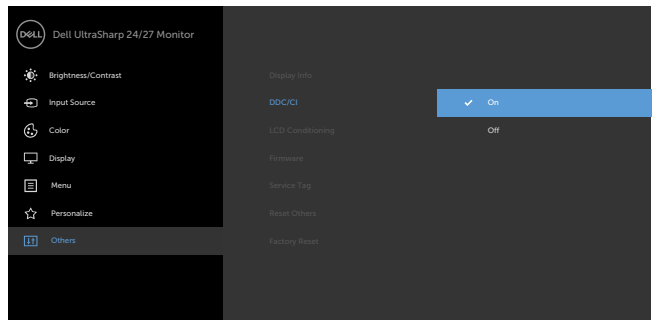 DELL
Dell UltraSharp 24/27 Monitor
Brightness/Contrast
Input Source
Color
Display
Menu
Personalize
Others
Display Info
DDC/CI
LCD Conditioning
Firmware
Service Tag
Reset Others
Factory Reset
On
Off